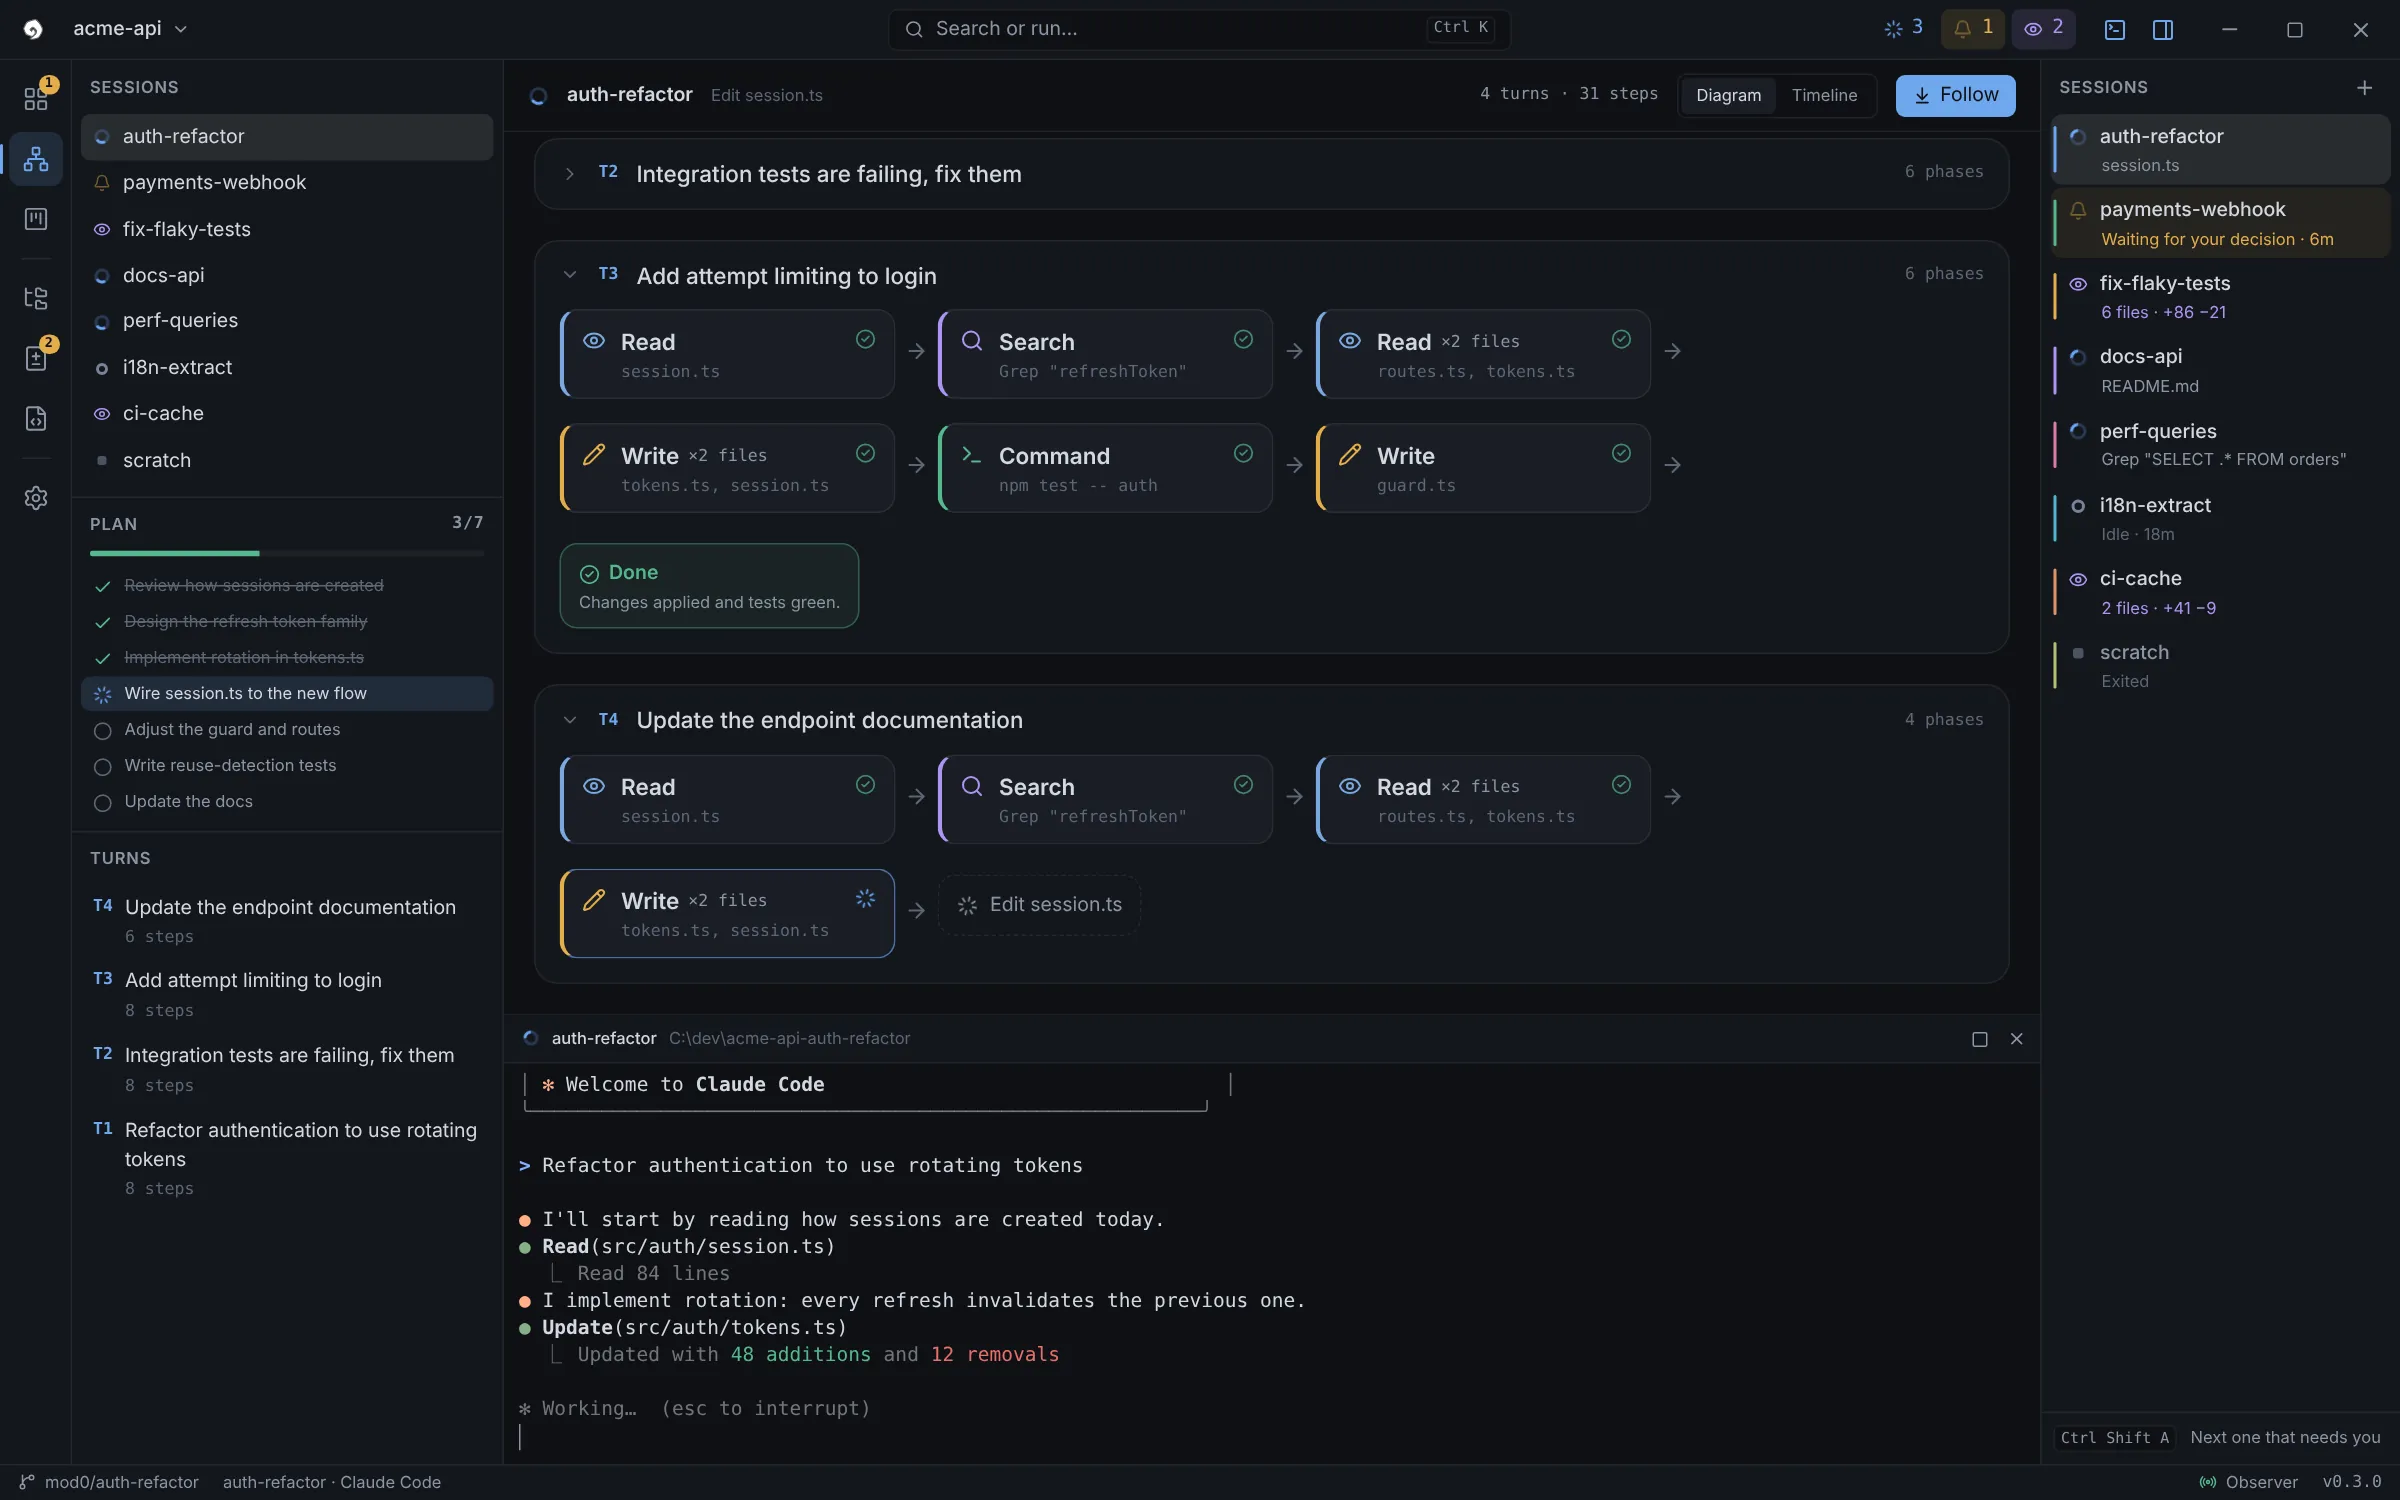 acme-api
Search or run...
Ctrl K
3
1
2
1
2
SESSIONS
auth-refactor
payments-webhook
fix-flaky-tests
docs-api
perf-queries
i18n-extract
ci-cache
scratch
PLAN
3/7
Review how sessions are created
Design the refresh token family
Implement rotation in tokens.ts
Wire session.ts to the new flow
Adjust the guard and routes
Write reuse-detection tests
Update the docs
TURNS
T4 Update the endpoint documentation
6 steps
T3 Add attempt limiting to login
8 steps
T2 Integration tests are failing, fix them
8 steps
T1 Refactor authentication to use rotating
tokens
8 steps
auth-refactor Edit session.ts
4 turns · 31 steps
Diagram
Timeline
Follow
T2 Integration tests are failing, fix them
6 phases
T3 Add attempt limiting to login
6 phases
Read
session.ts
Search
Grep "refreshToken"
Read ×2 files
routes.ts, tokens.ts
Write ×2 files
tokens.ts, session.ts
Command
npm test -- auth
Write
guard.ts
Done
Changes applied and tests green.
T4 Update the endpoint documentation
4 phases
Read
session.ts
Search
Grep "refreshToken"
Read ×2 files
routes.ts, tokens.ts
Write ×2 files
tokens.ts, session.ts
Edit session.ts
auth-refactor C:\dev\acme-api-auth-refactor
✻ Welcome to Claude Code
> Refactor authentication to use rotating tokens
● I'll start by reading how sessions are created today.
● Read(src/auth/session.ts)
⎿ Read 84 lines
● I implement rotation: every refresh invalidates the previous one.
● Update(src/auth/tokens.ts)
⎿ Updated with 48 additions and 12 removals
✻ Working… (esc to interrupt)
SESSIONS
auth-refactor
session.ts
payments-webhook
Waiting for your decision · 6m
fix-flaky-tests
6 files · +86 −21
docs-api
README.md
perf-queries
Grep "SELECT .* FROM orders"
i18n-extract
Idle · 18m
ci-cache
2 files · +41 −9
scratch
Exited
Ctrl Shift A Next one that needs you
mod0/auth-refactor
auth-refactor · Claude Code
Observer
v0.3.0